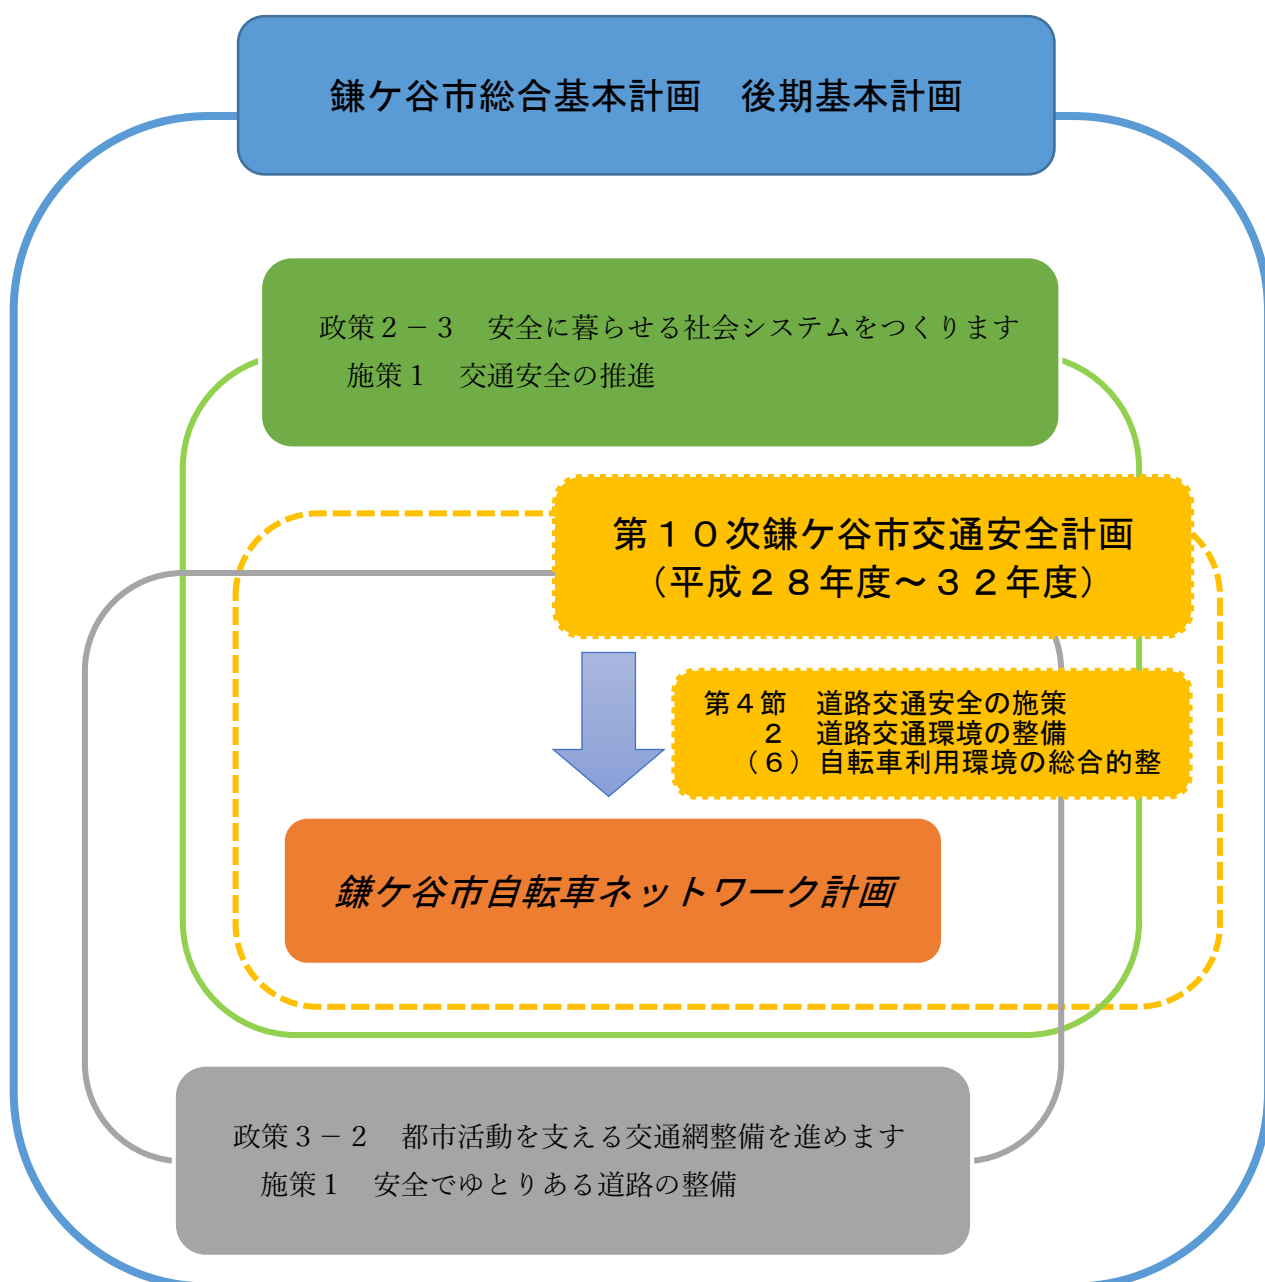 鎌ケ谷市総合基本計画　後期基本計画
政策２－３　安全に暮らせる社会システムをつくります
施策１　交通安全の推進
第１０次鎌ケ谷市交通安全計画
（平成２８年度～３２年度）
第４節　道路交通安全の施策
２　道路交通環境の整備
（６）自転車利用環境の総合的整
鎌ケ谷市自転車ネットワーク計画
政策３－２　都市活動を支える交通網整備を進めます
施策１　安全でゆとりある道路の整備